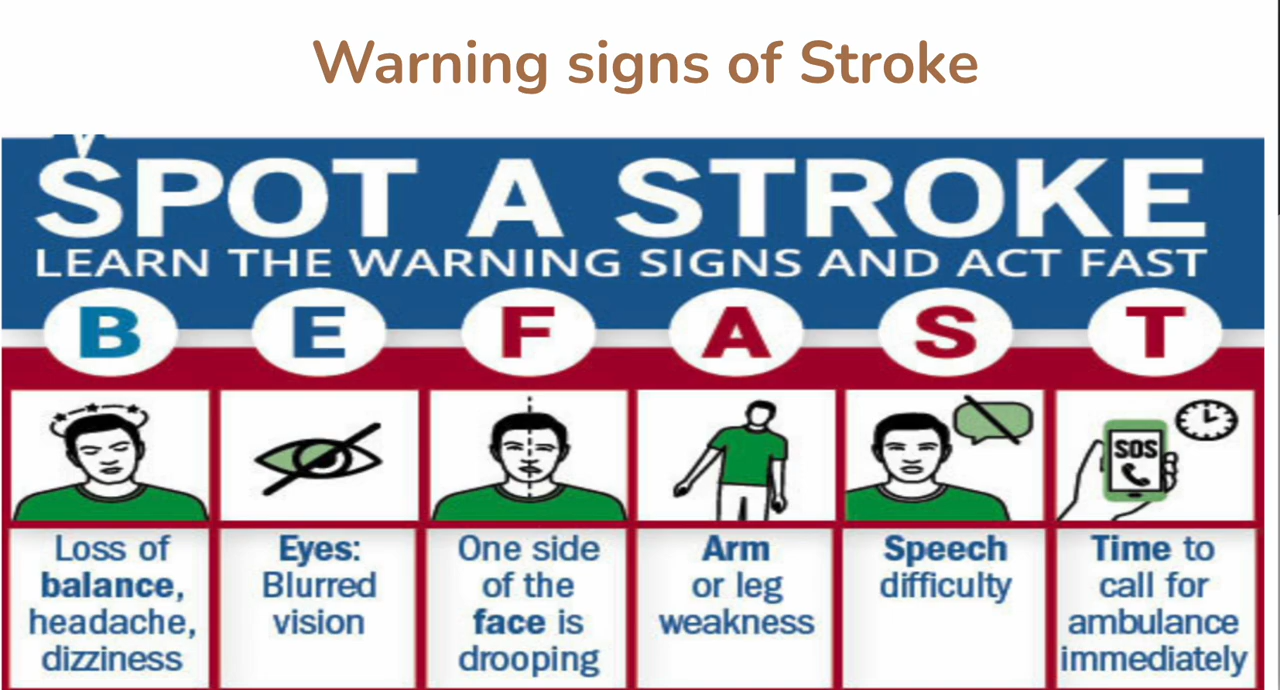 Warning signs of Stroke
SPOT A STROKE
LEARN THE WARNING SIGNS AND ACT FAST
B E F A S T
SOS
Loss of
balance,
headache,
dizziness
Eyes:
Blurred
vision
One side
of the
face is
drooping
Arm
or leg
weakness
Speech
difficulty
Time to
call for
ambulance
immediately